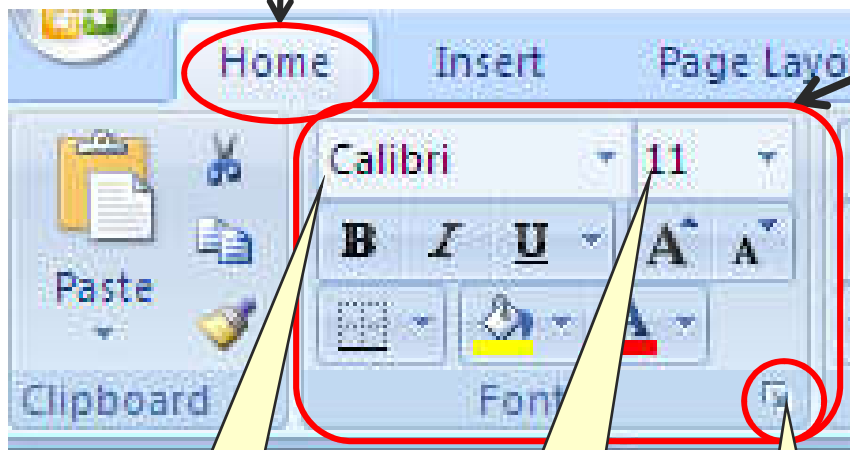 Home Insert Page Layo
Calibri 11
B I U A A
Paste A
Clipboard Font